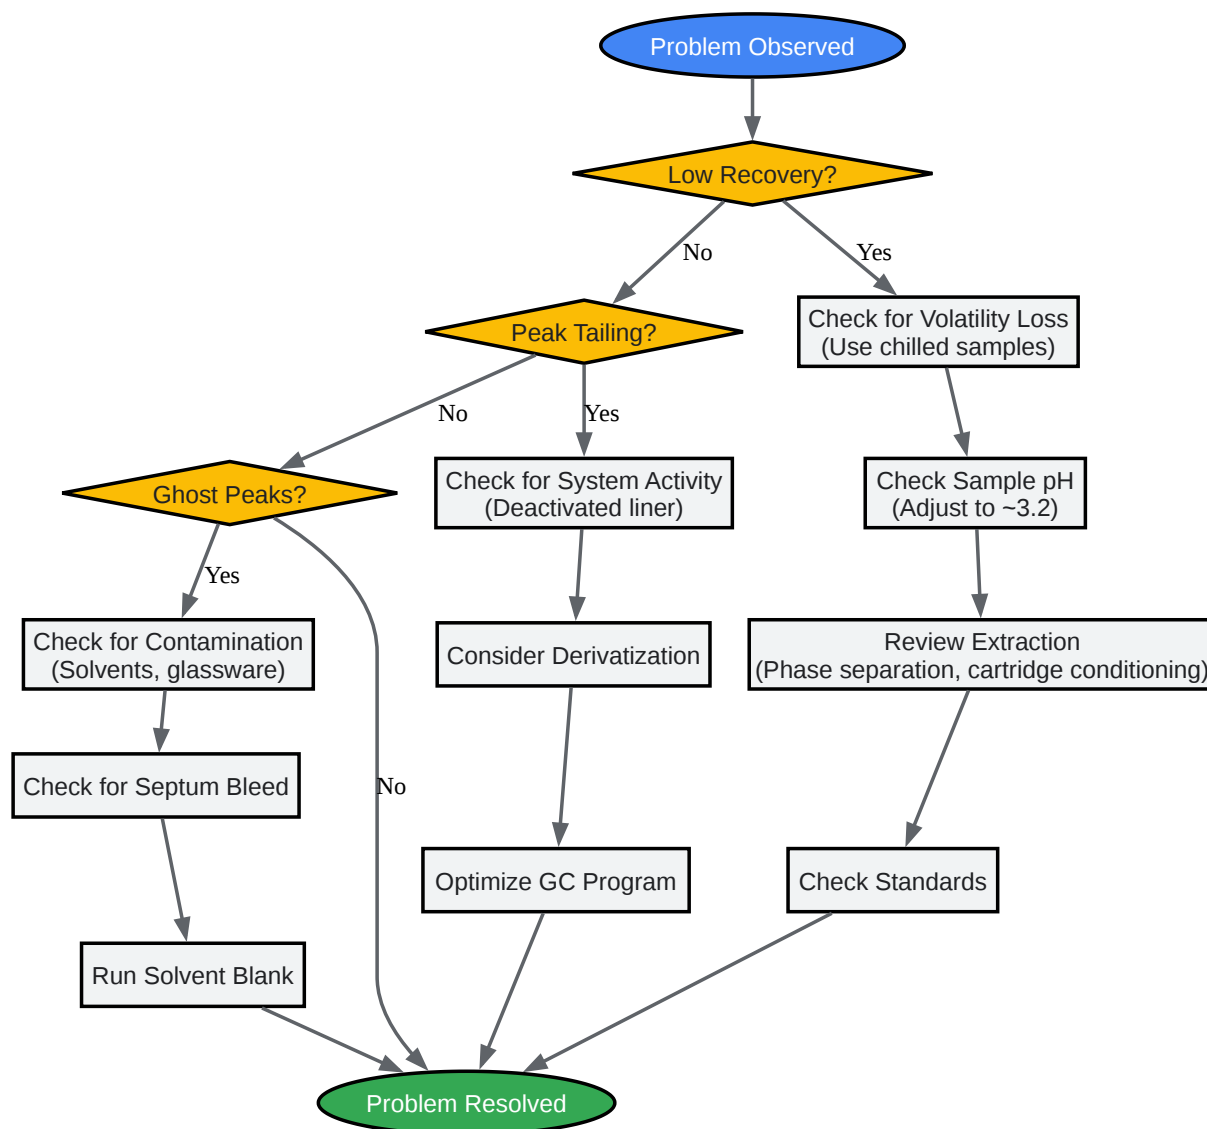 Problem Observed
Low Recovery?
No
Yes
Peak Tailing?
Check for Volatility Loss
(Use chilled samples)
No
Yes
Ghost Peaks?
Check for System Activity
(Deactivated liner)
Check Sample pH
(Adjust to ~3.2)
Yes
Check for Contamination
(Solvents, glassware)
Consider Derivatization
Review Extraction
(Phase separation, cartridge conditioning)
Check for Septum Bleed
No
Optimize GC Program
Check Standards
Run Solvent Blank
Problem Resolved